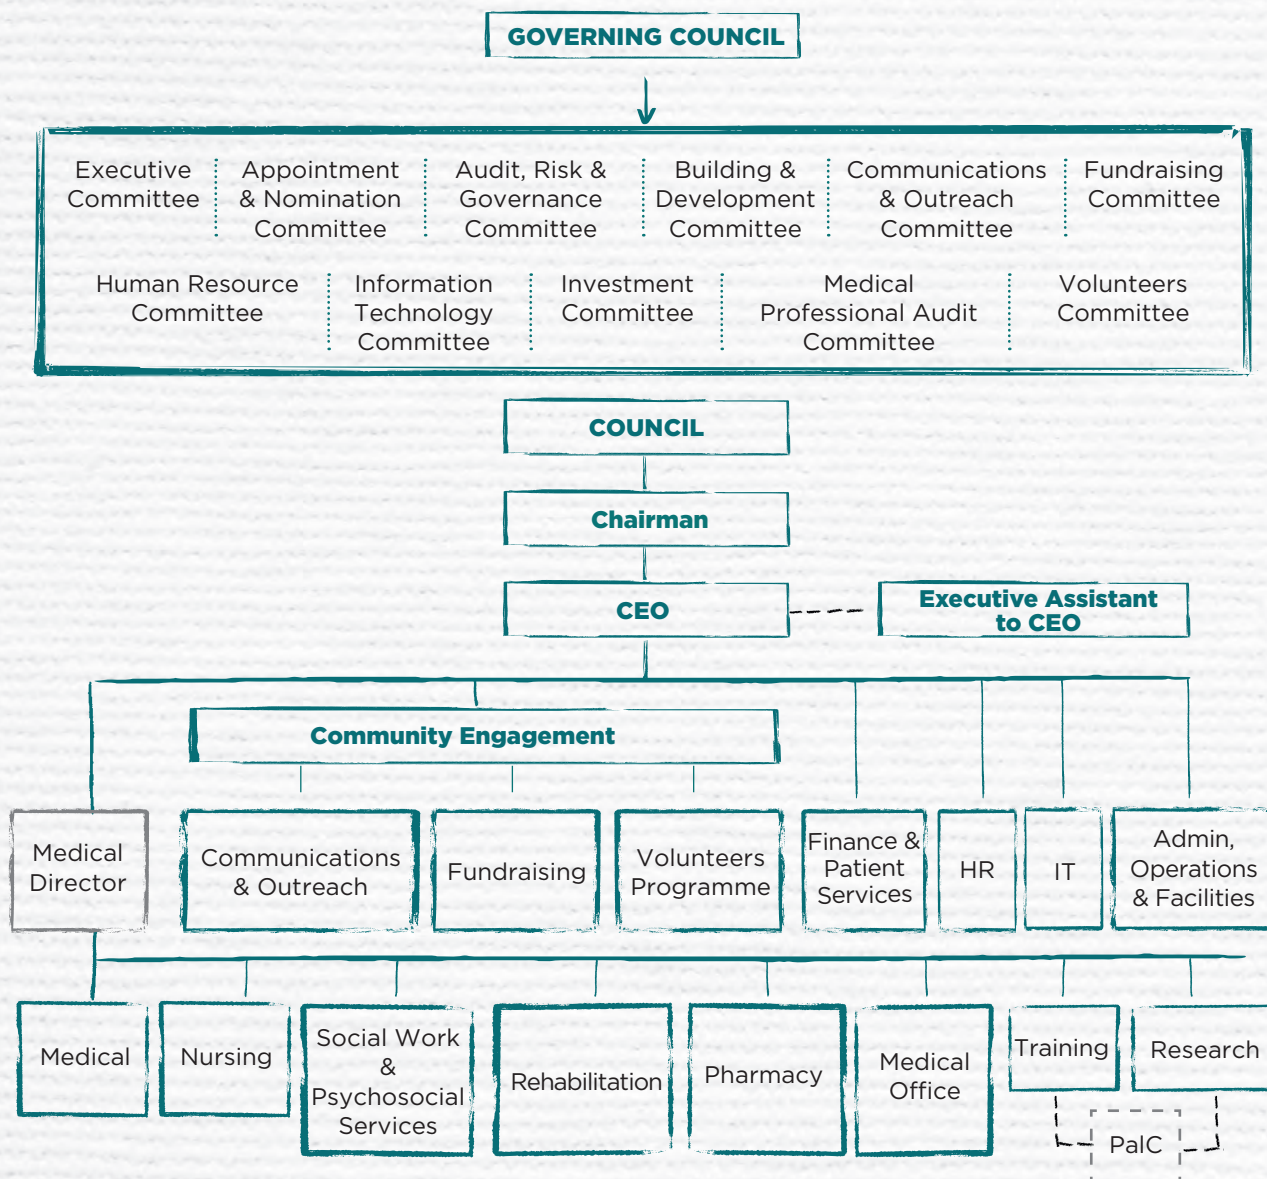 GOVERNING COUNCIL
Executive
Committee
Appointment
& Nomination
Committee
Audit, Risk &
Governance
Committee
Building &
Development
Committee
Communications
& Outreach
Committee
Fundraising
Committee
Human Resource
Committee
Information
Technology
Committee
Investment
Committee
Medical
Professional Audit
Committee
Volunteers
Committee
COUNCIL
Chairman
CEO
Executive Assistant
to CEO
Community Engagement
Medical
Director
Communications
& Outreach
Fundraising
Volunteers
Programme
Finance &
Patient
Services
HR
IT
Admin,
Operations
& Facilities
Medical
Nursing
Social Work
&
Psychosocial
Services
Rehabilitation
Pharmacy
Medical
Office
Training
Research
PalC